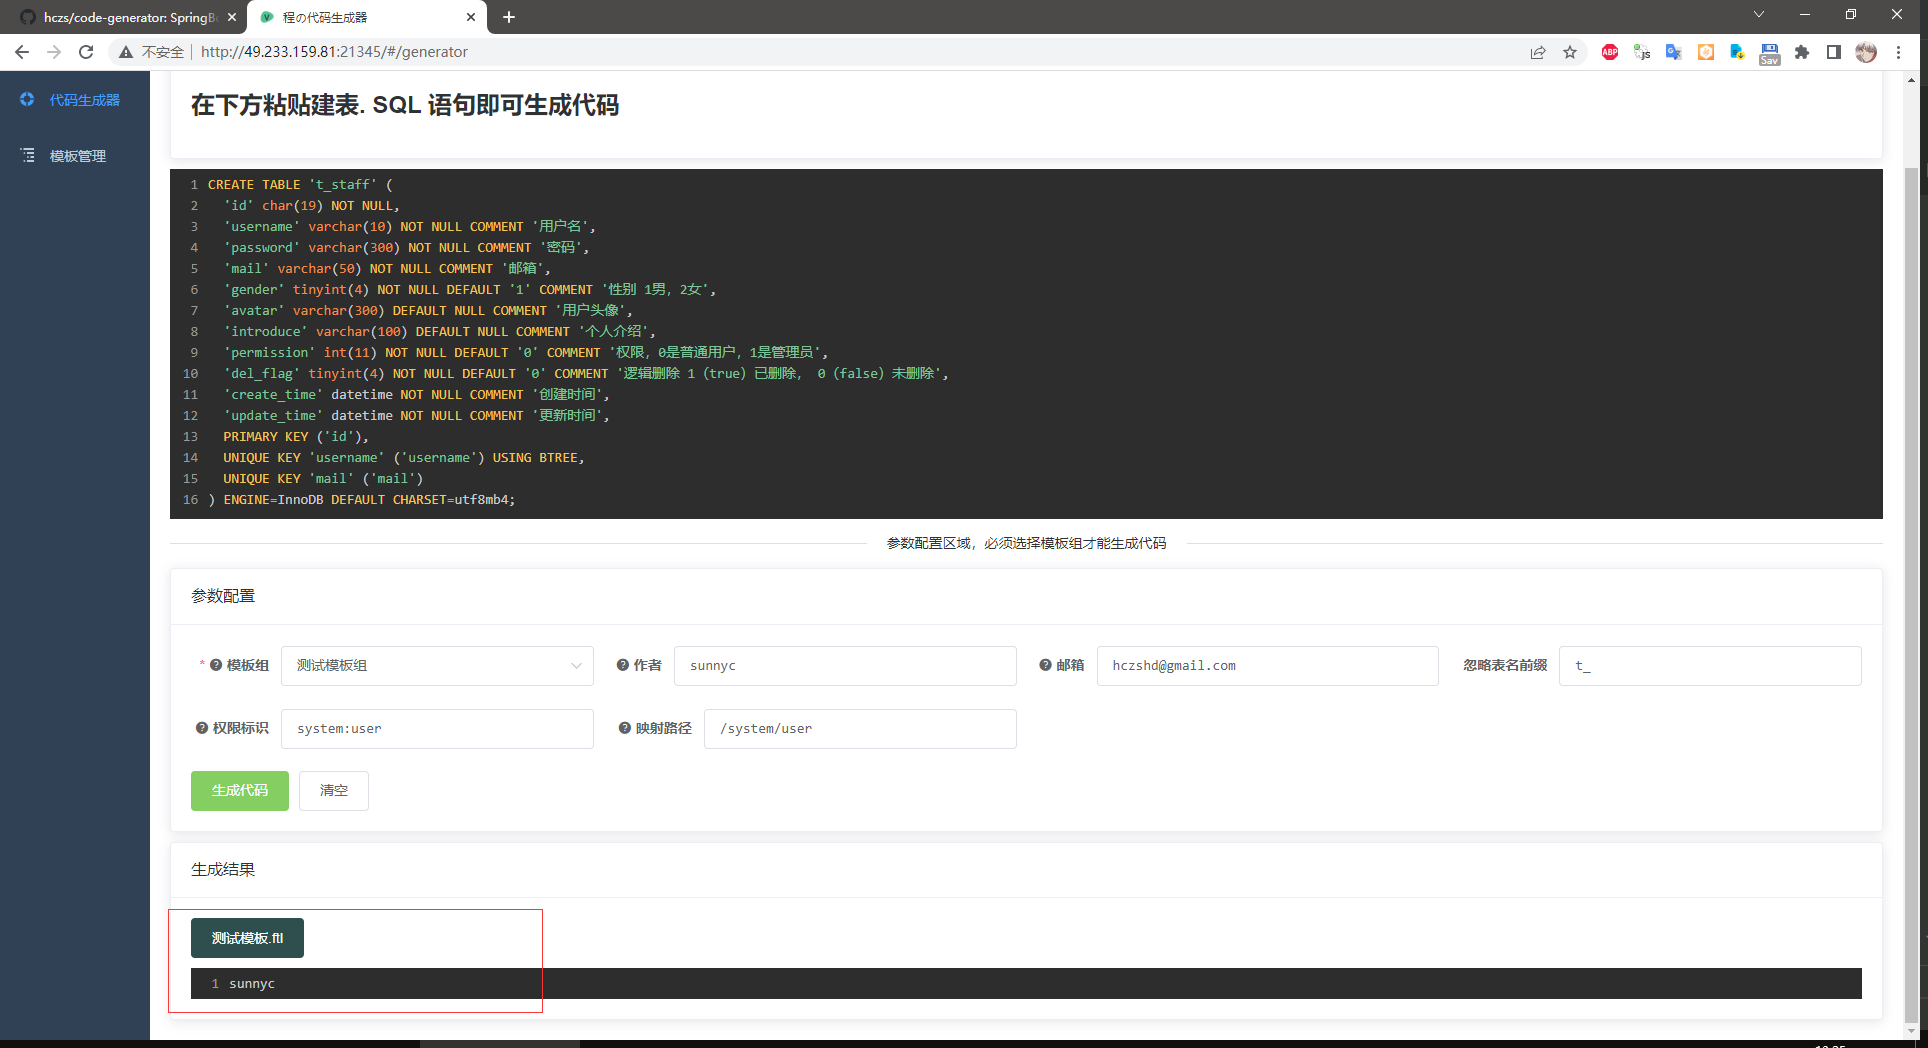 hczs/code-generator: SpringBo
程の代码生成器
不安全
http://49.233.159.81:21345/#/generator
ABP
JS
Sav
代码生成器
模板管理
在下方粘贴建表. SQL 语句即可生成代码
1 CREATE TABLE 't_staff' (
2 'id' char(19) NOT NULL,
3 'username' varchar(10) NOT NULL COMMENT '用户名',
4 'password' varchar(300) NOT NULL COMMENT '密码',
5 'mail' varchar(50) NOT NULL COMMENT '邮箱',
6 'gender' tinyint(4) NOT NULL DEFAULT '1' COMMENT '性别 1男，2女',
7 'avatar' varchar(300) DEFAULT NULL COMMENT '用户头像',
8 'introduce' varchar(100) DEFAULT NULL COMMENT '个人介绍',
9 'permission' int(11) NOT NULL DEFAULT '0' COMMENT '权限，0是普通用户，1是管理员',
10 'del_flag' tinyint(4) NOT NULL DEFAULT '0' COMMENT '逻辑删除 1（true）已删除， 0（false）未删除',
11 'create_time' datetime NOT NULL COMMENT '创建时间',
12 'update_time' datetime NOT NULL COMMENT '更新时间',
13 PRIMARY KEY ('id'),
14 UNIQUE KEY 'username' ('username') USING BTREE,
15 UNIQUE KEY 'mail' ('mail')
16 ) ENGINE=InnoDB DEFAULT CHARSET=utf8mb4;
参数配置区域，必须选择模板组才能生成代码
参数配置
* 模板组 测试模板组
作者 sunnyc
邮箱 hczshd@gmail.com
忽略表名前缀 t_
权限标识 system:user
映射路径 /system/user
生成代码
清空
生成结果
测试模板.ftl
1 sunnyc